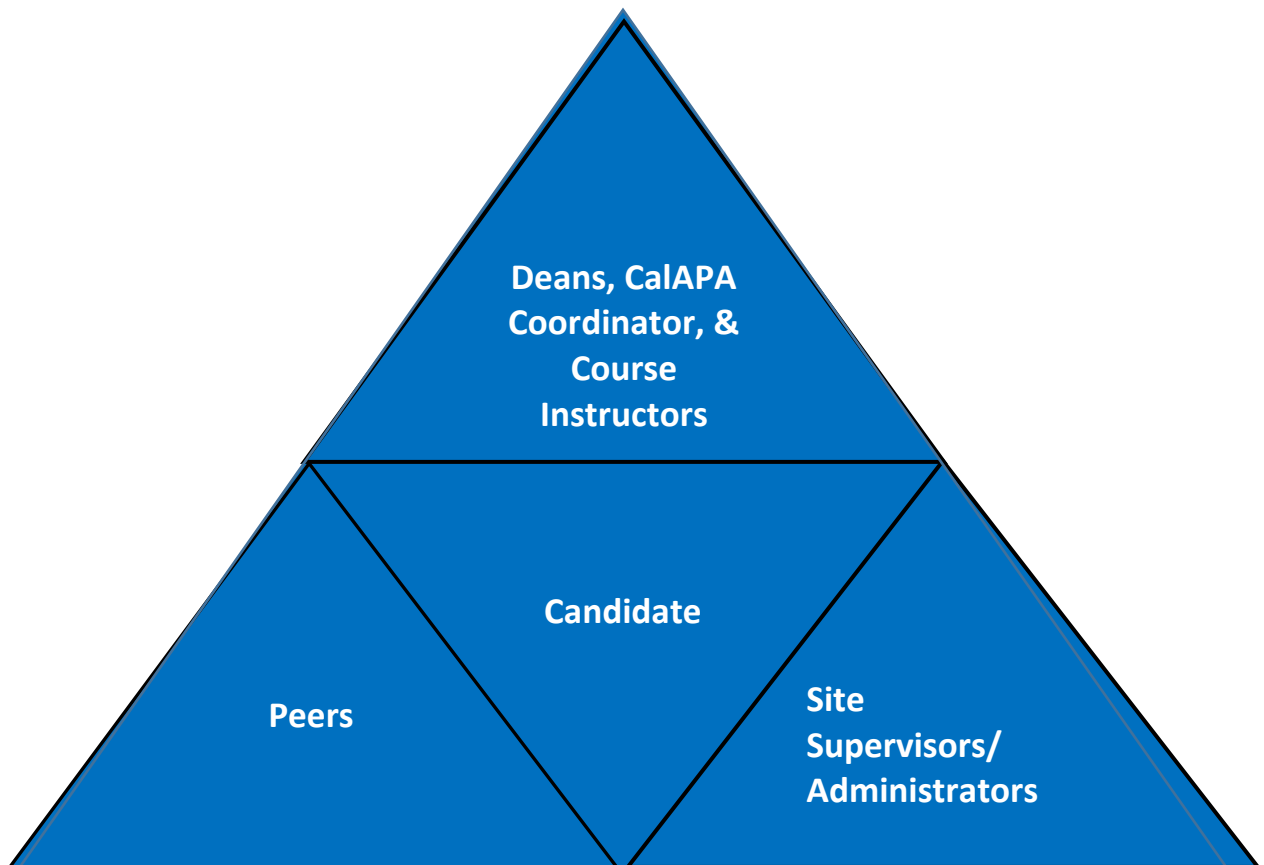 Deans, CalAPA
Coordinator, &
Course
Instructors
Candidate
Peers
Site
Supervisors/
Administrators